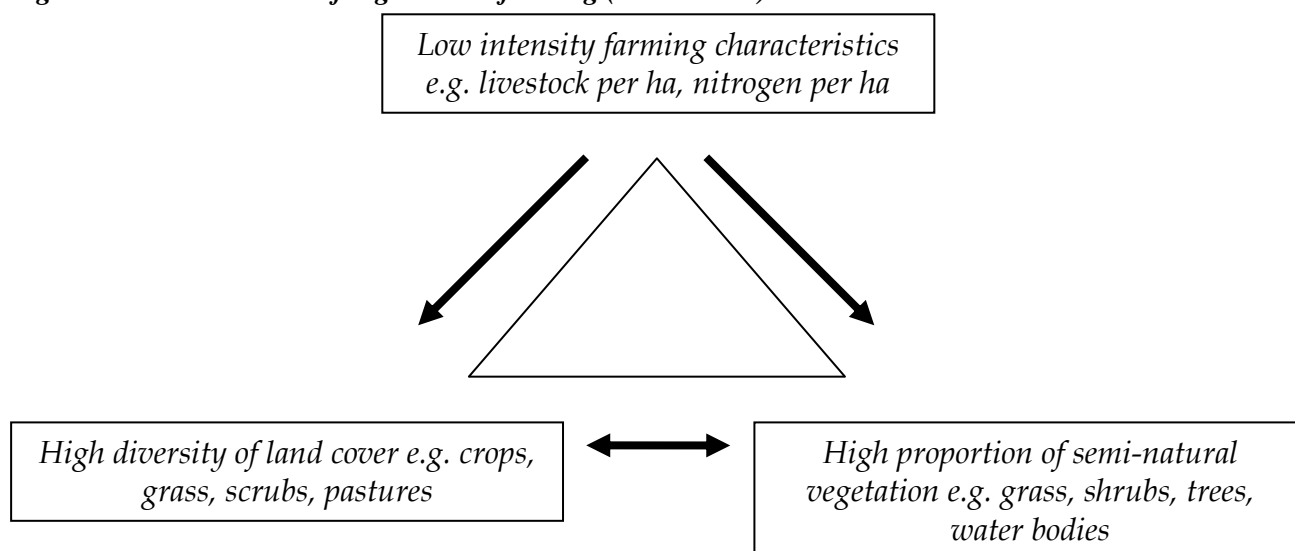 Low intensity farming characteristics
e.g. livestock per ha, nitrogen per ha
High diversity of land cover e.g. crops,
grass, scrubs, pastures
High proportion of semi-natural
vegetation e.g. grass, shrubs, trees,
water bodies